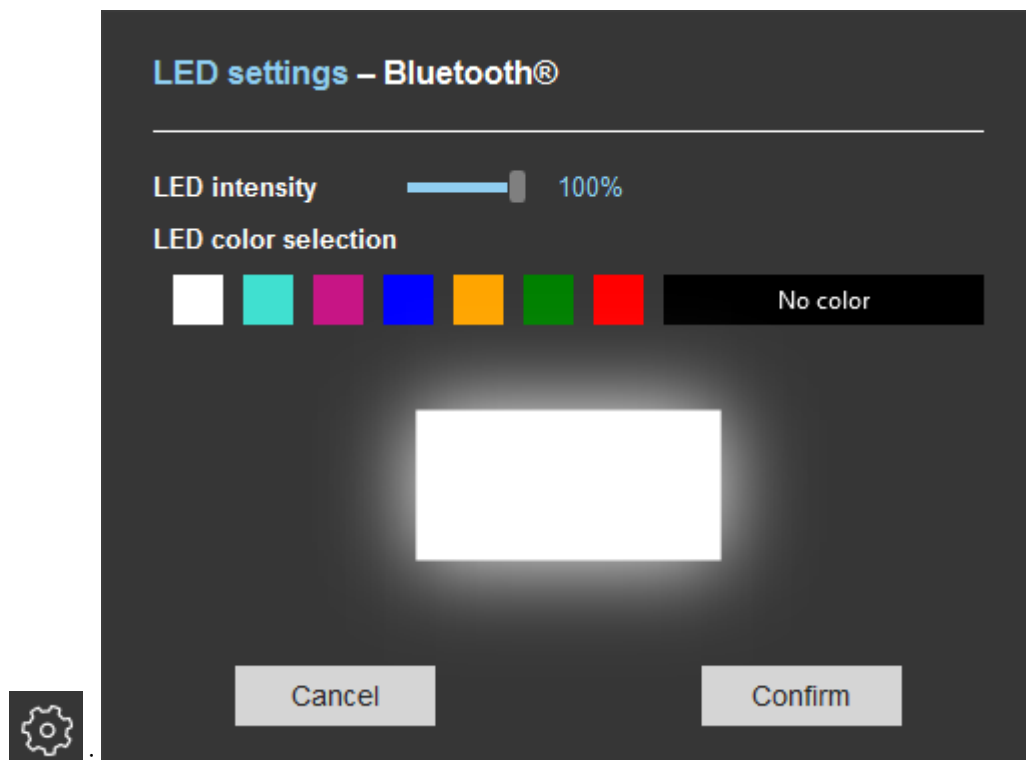 LED settings – Bluetooth®
LED intensity 100%
LED color selection
No color
Cancel Confirm
.